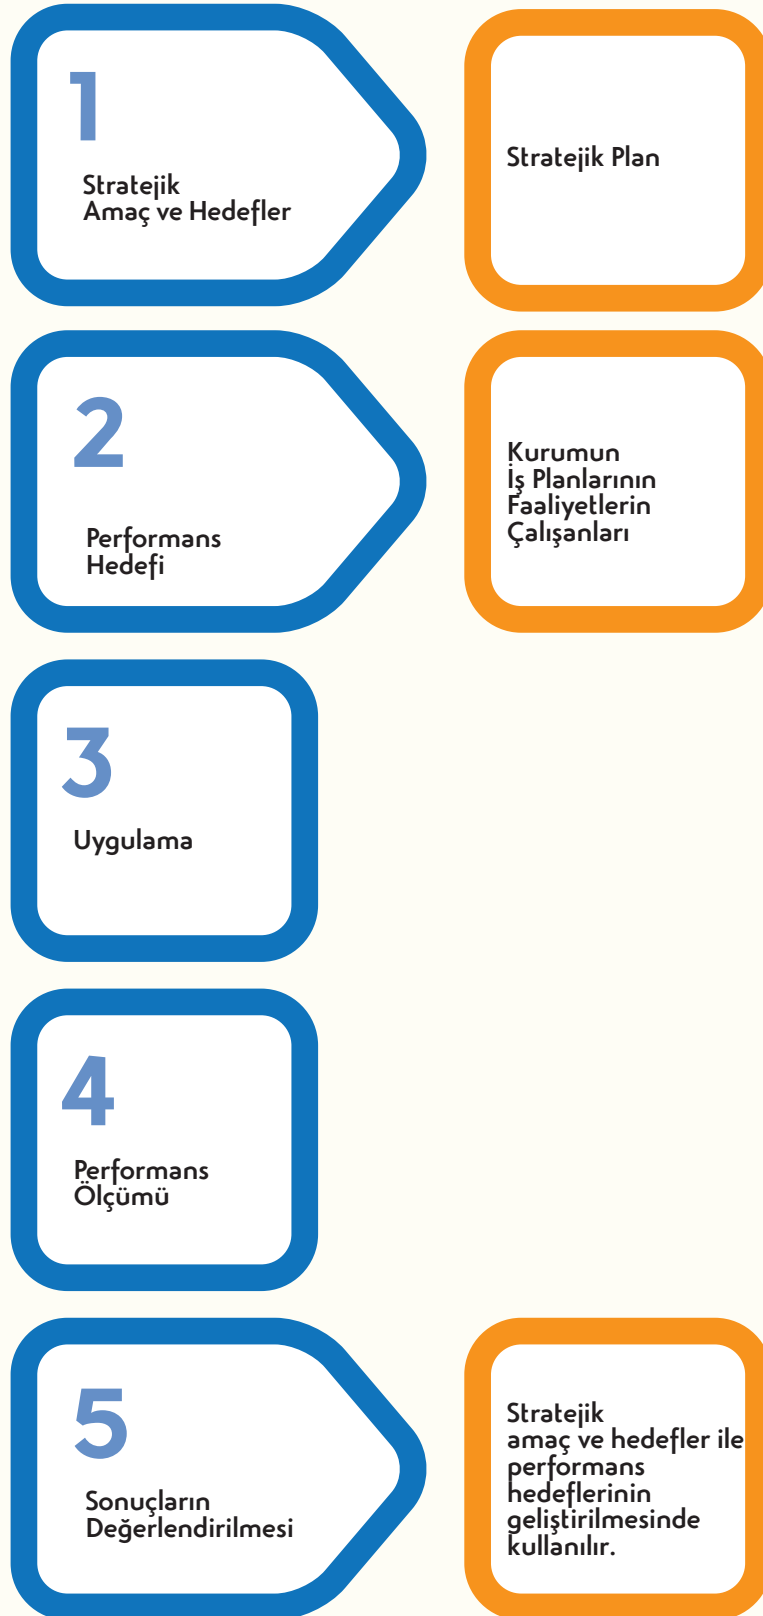 1
Stratejik
Amaç ve Hedefler
Stratejik Plan
2
Performans
Hedefi
Kurumun
İş Planlarının
Faaliyetlerin
Çalışanları
3
Uygulama
4
Performans
Ölçümü
5
Sonuçların
Değerlendirilmesi
Stratejik
amaç ve hedefler ile
performans
hedeflerinin
geliştirilmesinde
kullanılır.